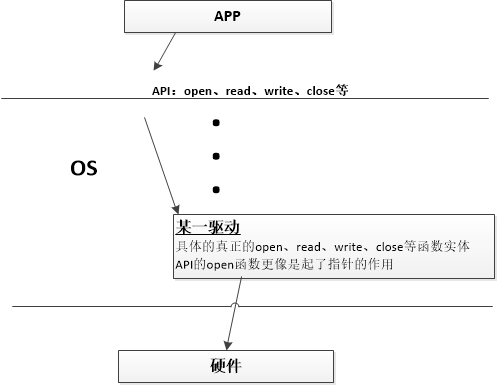 APP
API：open、read、write、close等
OS
某一驱动
具体的真正的open、read、write、close等函数实体
API的open函数更像是起了指针的作用
硬件